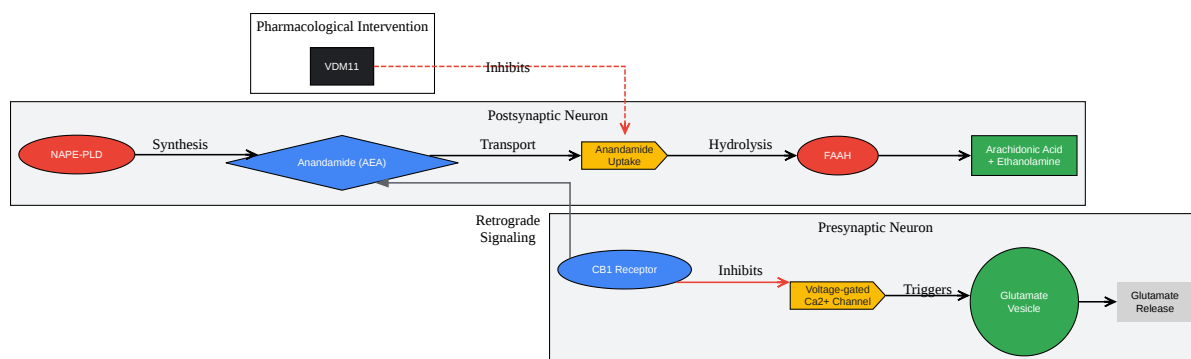 Pharmacological Intervention
VDM11
Inhibits
Postsynaptic Neuron
NAPE-PLD
Synthesis
Anandamide (AEA)
Transport
Anandamide
Uptake
Hydrolysis
FAAH
Arachidonic Acid
+ Ethanolamine
Retrograde
Signaling
Presynaptic Neuron
CB1 Receptor
Inhibits
Voltage-gated
Ca2+ Channel
Triggers
Glutamate
Vesicle
Glutamate
Release